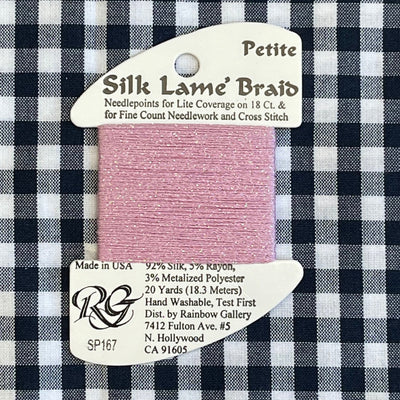 Petite
Silk Lamé Braid
Needlepoints for Lite Coverage on 18 Ct. &
for Fine Count Needlework and Cross Stitch
Made in USA
92% Silk, 5% Rayon,
3% Metalized Polyester
20 Yards (18.3 Meters)
Hand Washable, Test First
Dist. by Rainbow Gallery
7412 Fulton Ave. #5
N. Hollywood
CA 91605
RG
SP167